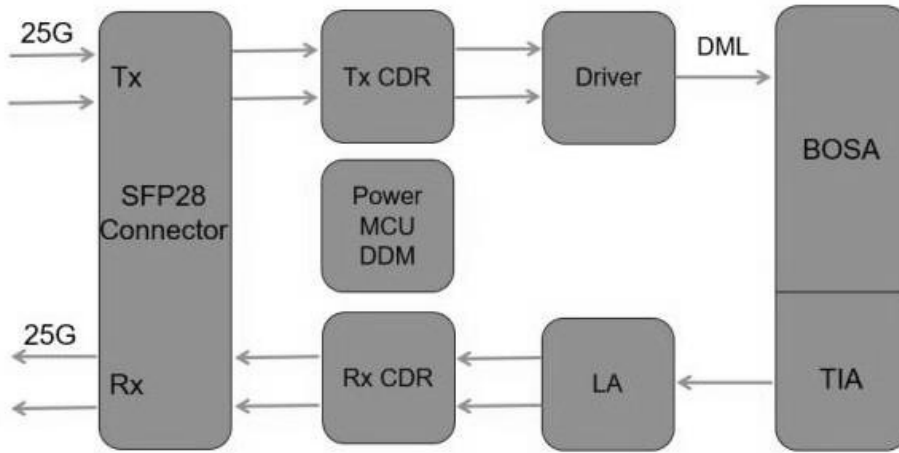 25G
Tx
SFP28
Connector
25G
Rx
Tx CDR
Power
MCU
DDM
Rx CDR
Driver
LA
DML
BOSA
TIA